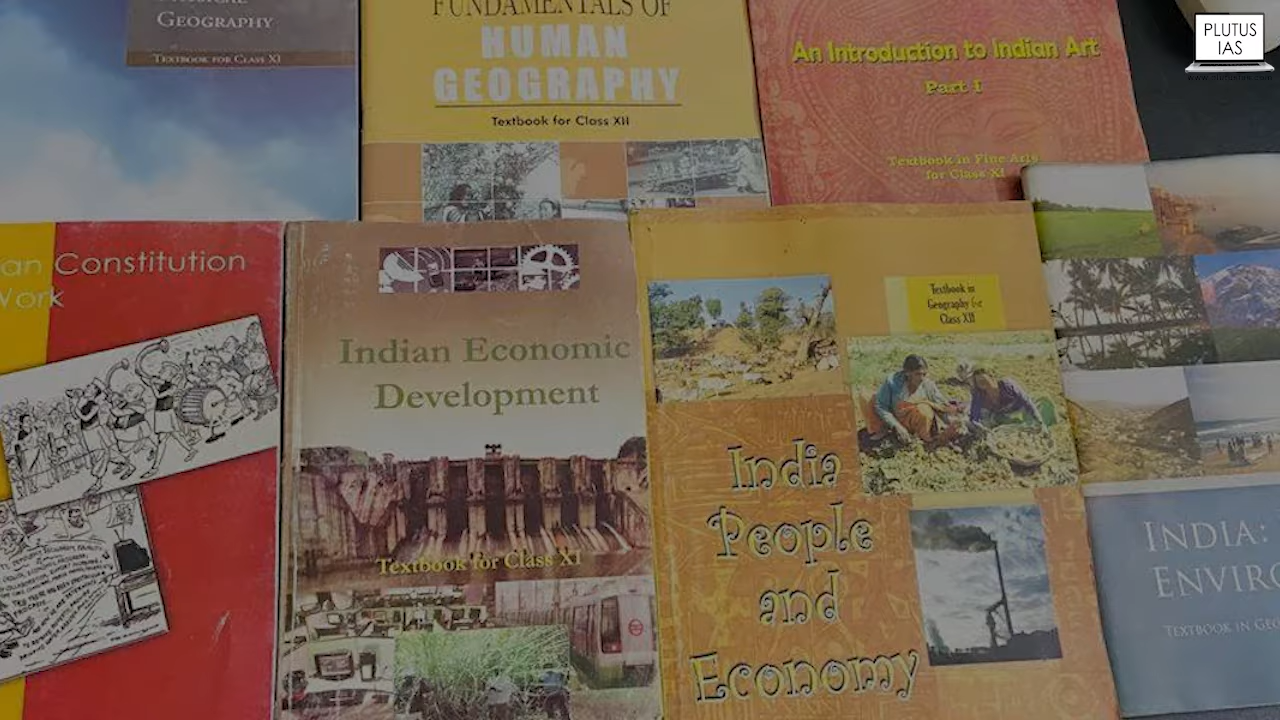 GEOGRAPHY
TEXTBOOK FOR CLASS XI
FUNDAMENTALS OF
HUMAN
GEOGRAPHY
Textbook for Class XII
An Introduction to Indian Art
Part I
Textbook in Fine Arts
for Class XI
PLUTUS
IAS
an Constitution
Work
Indian Economic
Development
Textbook for Class XI
Textbook in
Geography for
Class XII
India
People
and
Economy
INDIA:
ENVIRO
TEXTBOOK IN GEO